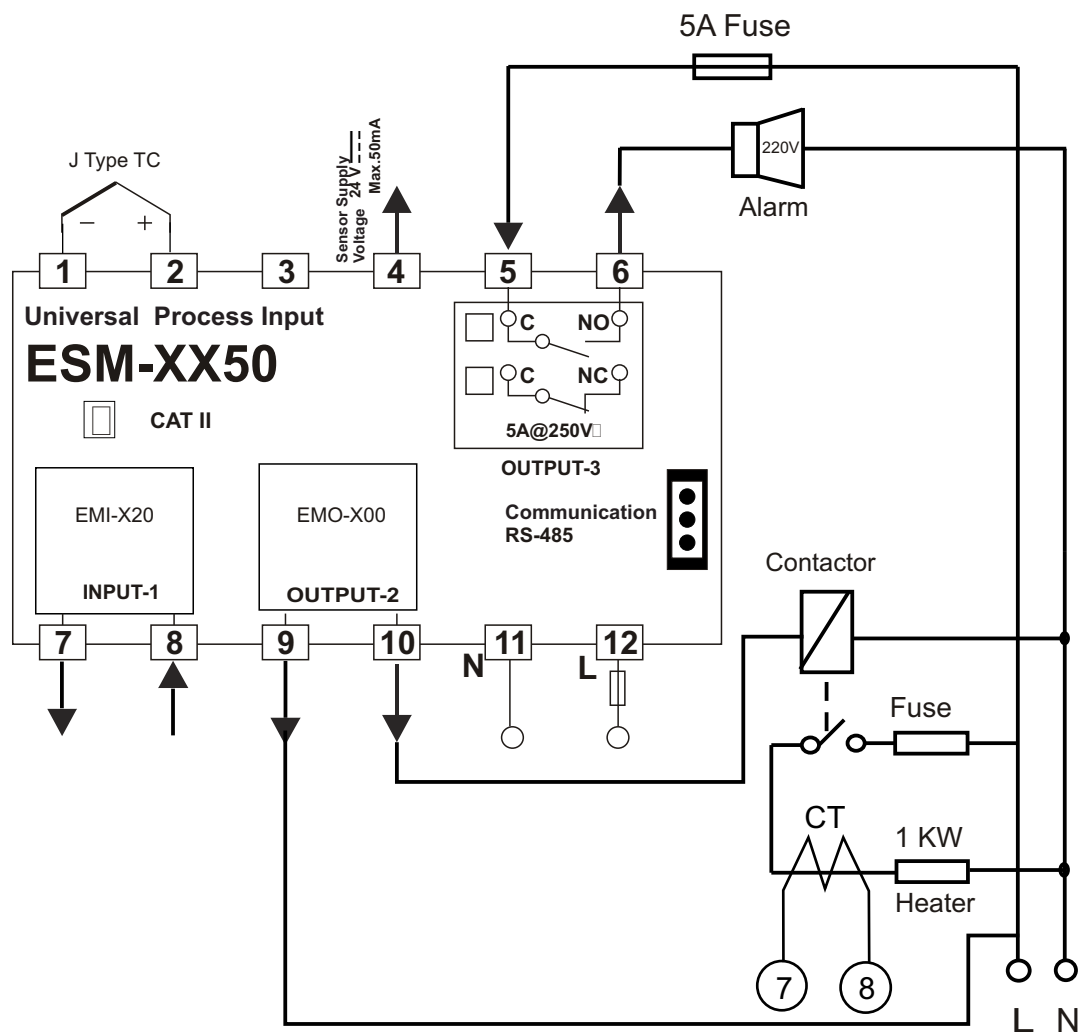 5A Fuse
220V
Alarm
J Type TC
− +
Sensor Supply
Voltage 24 V
Max.50mA
1 2 3 4 5 6
Universal Process Input
ESM-XX50
CAT II
C NO
C NC
5A@250V
OUTPUT-3
Communication
RS-485
EMI-X20
INPUT-1
EMO-X00
OUTPUT-2
7 8 9 10 11 12
N L
Contactor
Fuse
CT
1 KW
Heater
7 8
L N